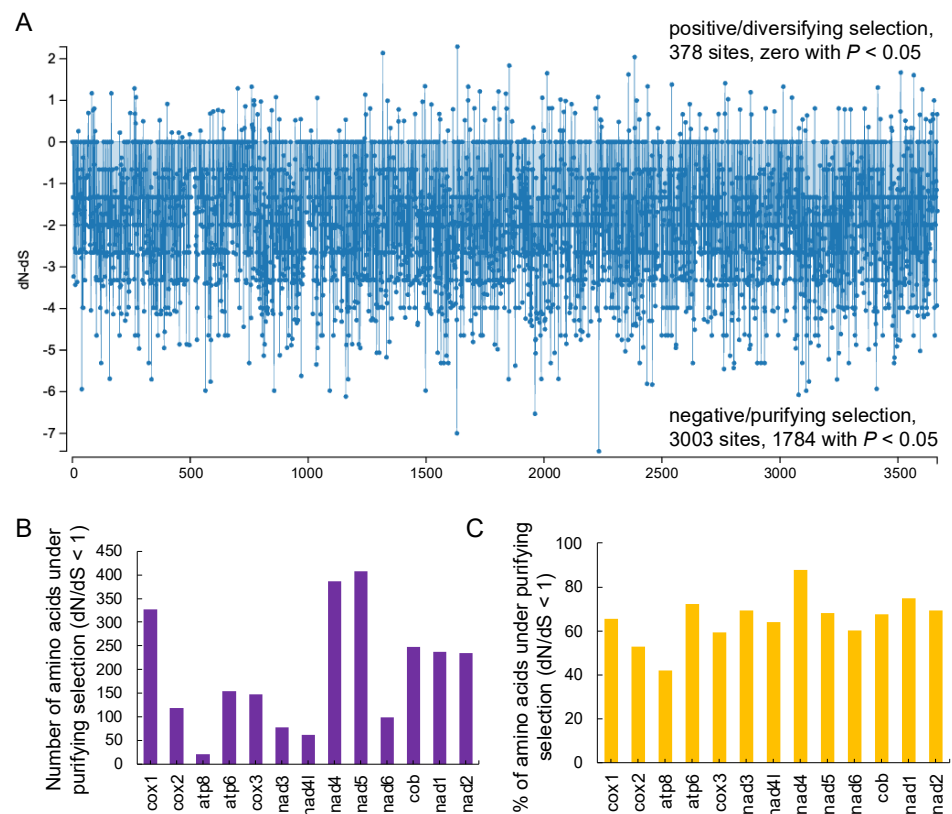 A
positive/diversifying selection,
378 sites, zero with P < 0.05
2
1
0
-1
-2
-3
-4
-5
-6
-7
dN-dS
negative/purifying selection,
3003 sites, 1784 with P < 0.05
0 500 1000 1500 2000 2500 3000 3500
B
Number of amino acids under
purifying selection (dN/dS < 1)
450
400
350
300
250
200
150
100
50
0
cox1 cox2 atp8 atp6 cox3 nad3 nad4l nad4 nad5 nad6 cob nad1 nad2
C
% of amino acids under purifying
selection (dN/dS < 1)
100
80
60
40
20
0
cox1 cox2 atp8 atp6 cox3 nad3 nad4l nad4 nad5 nad6 cob nad1 nad2